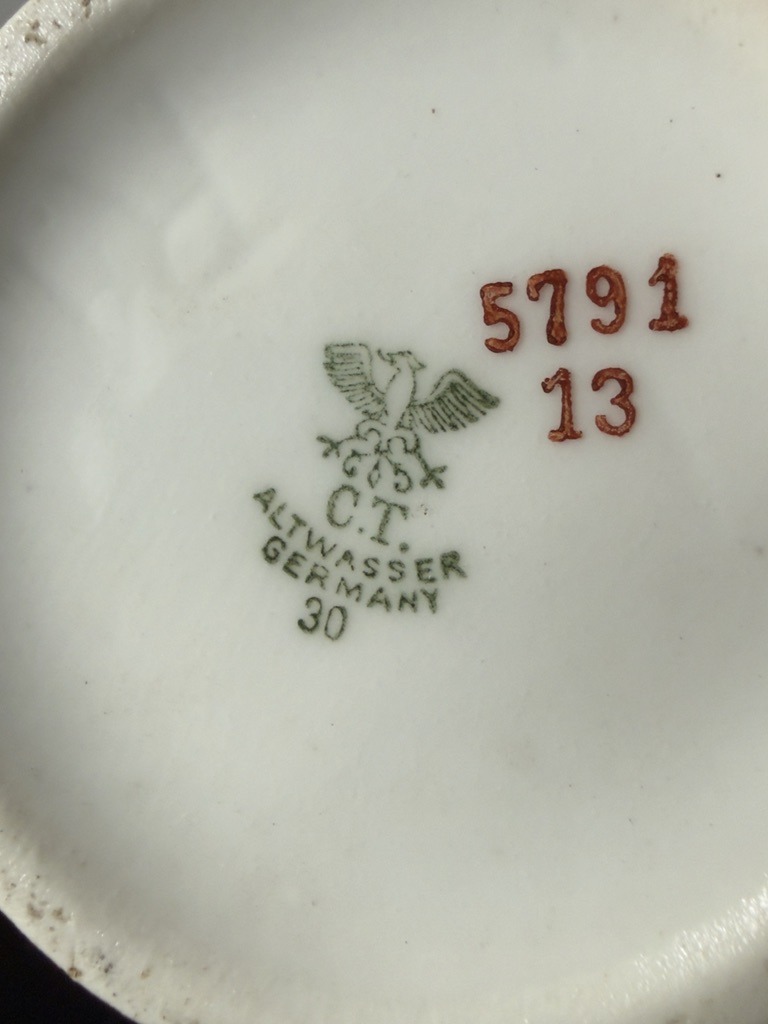 5791
13
C.T.
ALTWASSER
GERMANY
30